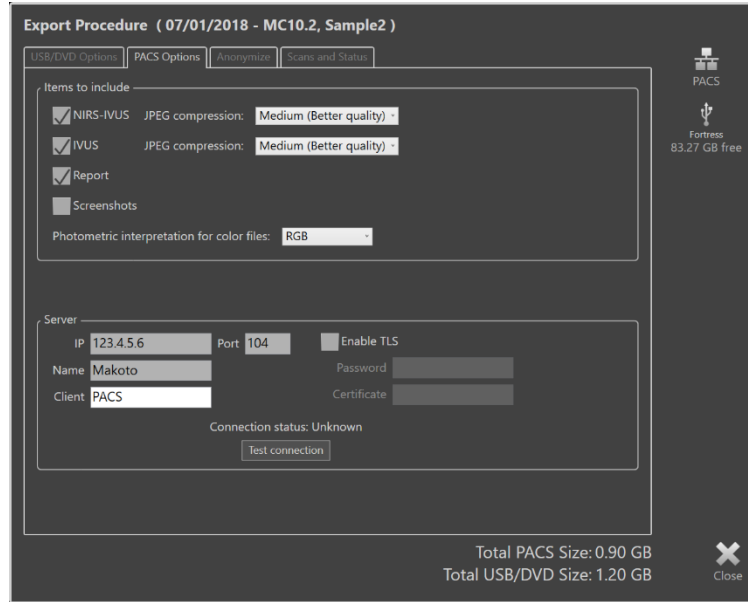 Export Procedure ( 07/01/2018 - MC10.2, Sample2 )
USB/DVD Options PACS Options Anonymize Scans and Status
Items to include
NIRS-IVUS JPEG compression: Medium (Better quality)
IVUS JPEG compression: Medium (Better quality)
Report
Screenshots
Photometric interpretation for color files: RGB
Server
IP 123.4.5.6 Port 104 Enable TLS
Name Makoto Password
Client PACS Certificate
Connection status: Unknown
Test connection
PACS
Fortress
83.27 GB free
Total PACS Size: 0.90 GB
Total USB/DVD Size: 1.20 GB
Close